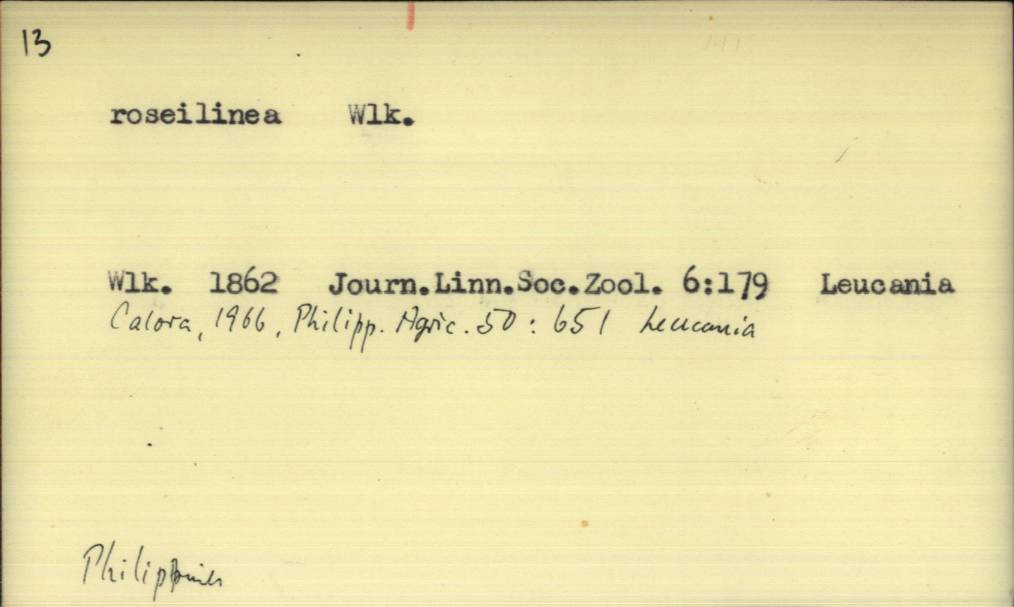 13
roseilinea Wlk.
Wlk. 1862 Journ.Linn.Soc.Zool. 6:179 Leucania
Calora, 1966, Philipp. Agric. 50 : 651 Leucania
Philippines